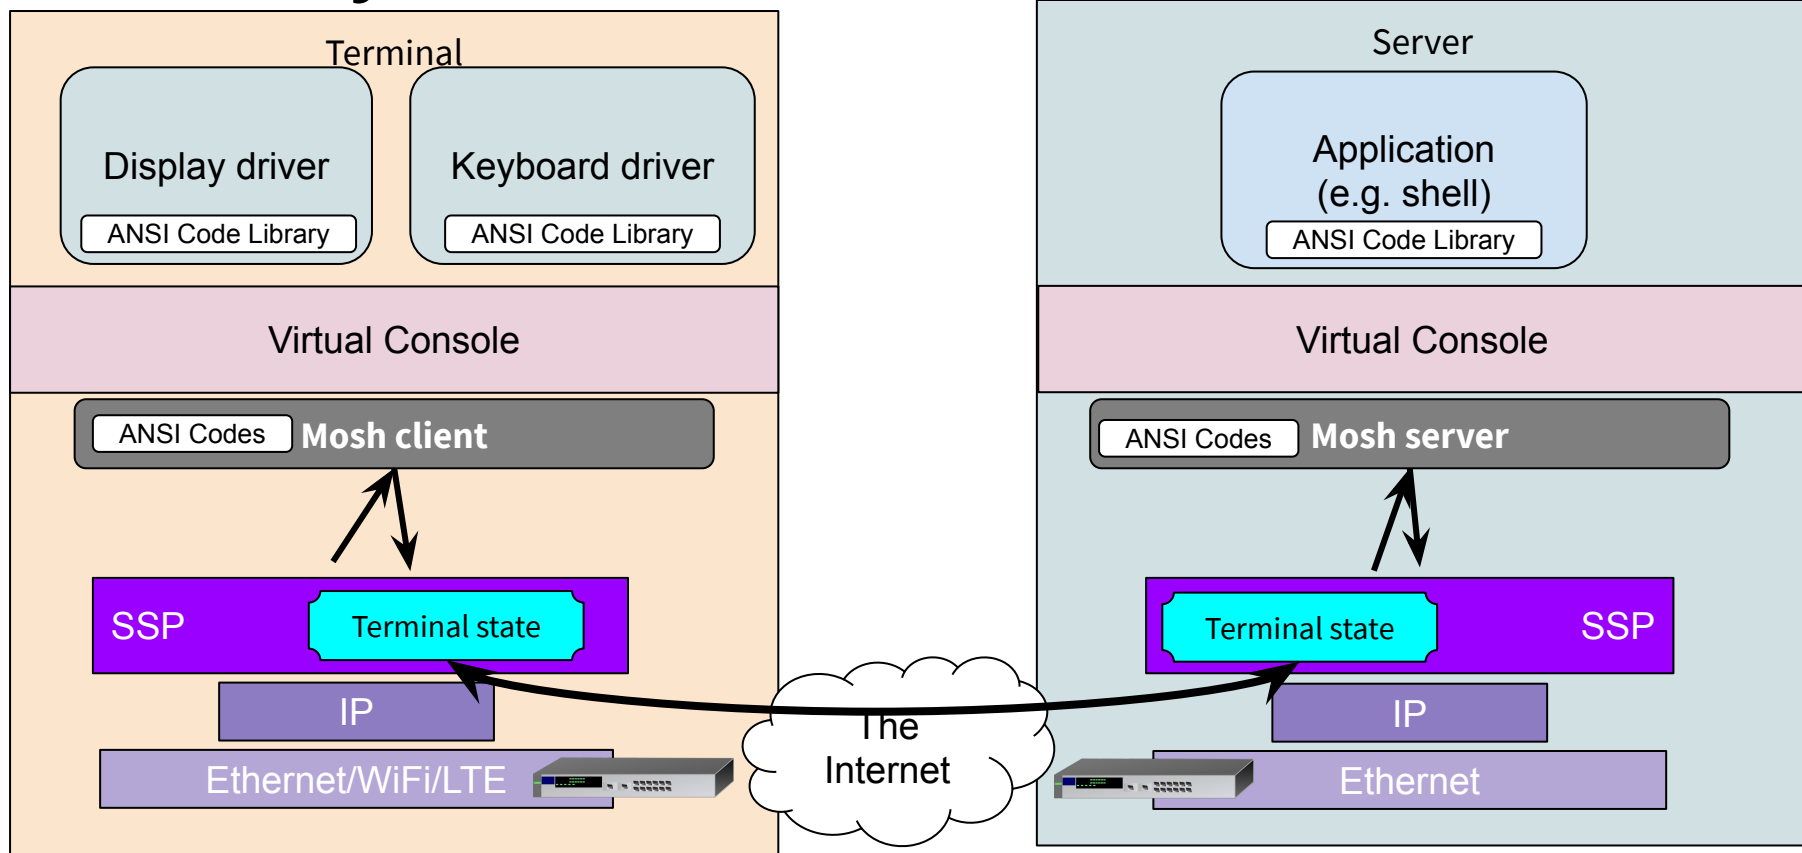 Terminal
Display driver
ANSI Code Library
Keyboard driver
ANSI Code Library
Virtual Console
ANSI Codes
Mosh client
SSP
Terminal state
IP
Ethernet/WiFi/LTE
The
Internet
Server
Application
(e.g. shell)
ANSI Code Library
Virtual Console
ANSI Codes
Mosh server
Terminal state
SSP
IP
Ethernet